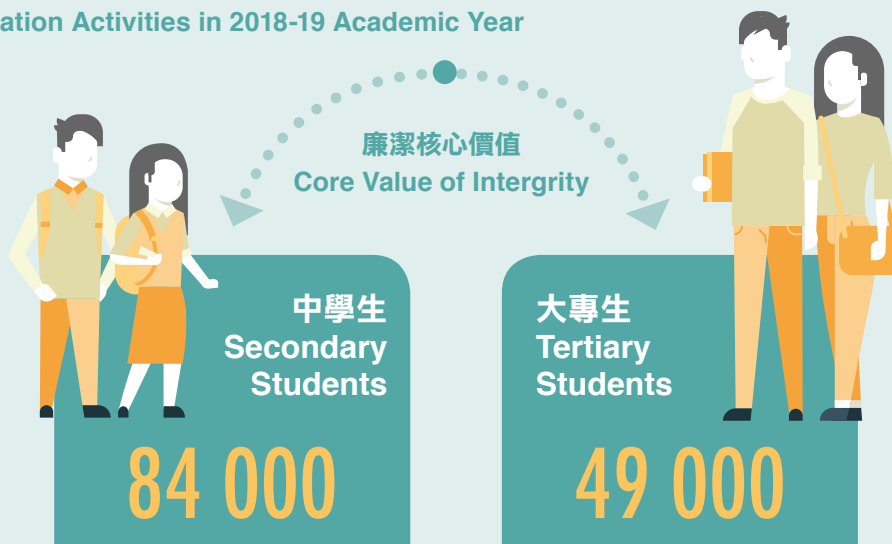 ation Activities in 2018-19 Academic Year
廉潔核心價值
Core Value of Intergrity
中學生
Secondary
Students
84 000
大專生
Tertiary
Students
49 000